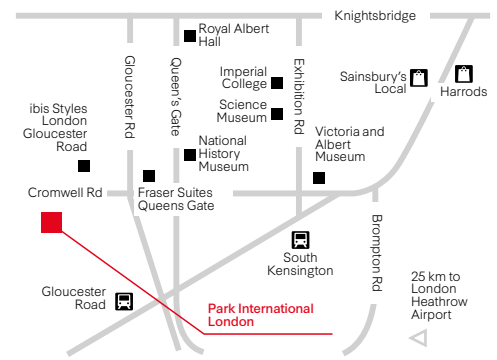 Knightsbridge
Royal Albert
Hall
Gloucester Rd
Queen's Gate
Exhibition Rd
Imperial
College
Science
Museum
Sainsbury's
Local
Harrods
ibis Styles
London
Gloucester
Road
National
History
Museum
Victoria and
Albert
Museum
Cromwell Rd
Fraser Suites
Queens Gate
Brompton Rd
South
Kensington
Gloucester
Road
Park International
London
25 km to
London
Heathrow
Airport